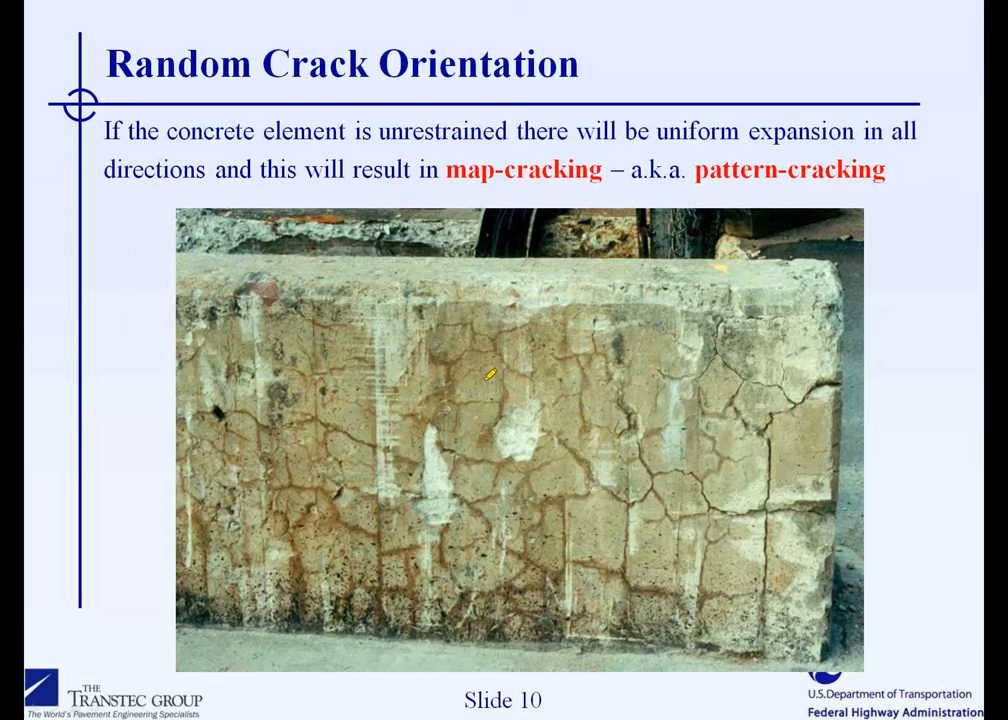 Random Crack Orientation
If the concrete element is unrestrained there will be uniform expansion in all
directions and this will result in map-cracking – a.k.a. pattern-cracking
THE
TRANSTEC GROUP
The World's Pavement Engineering Specialists
Slide 10
U.S.Department of Transportation
Federal Highway Administration